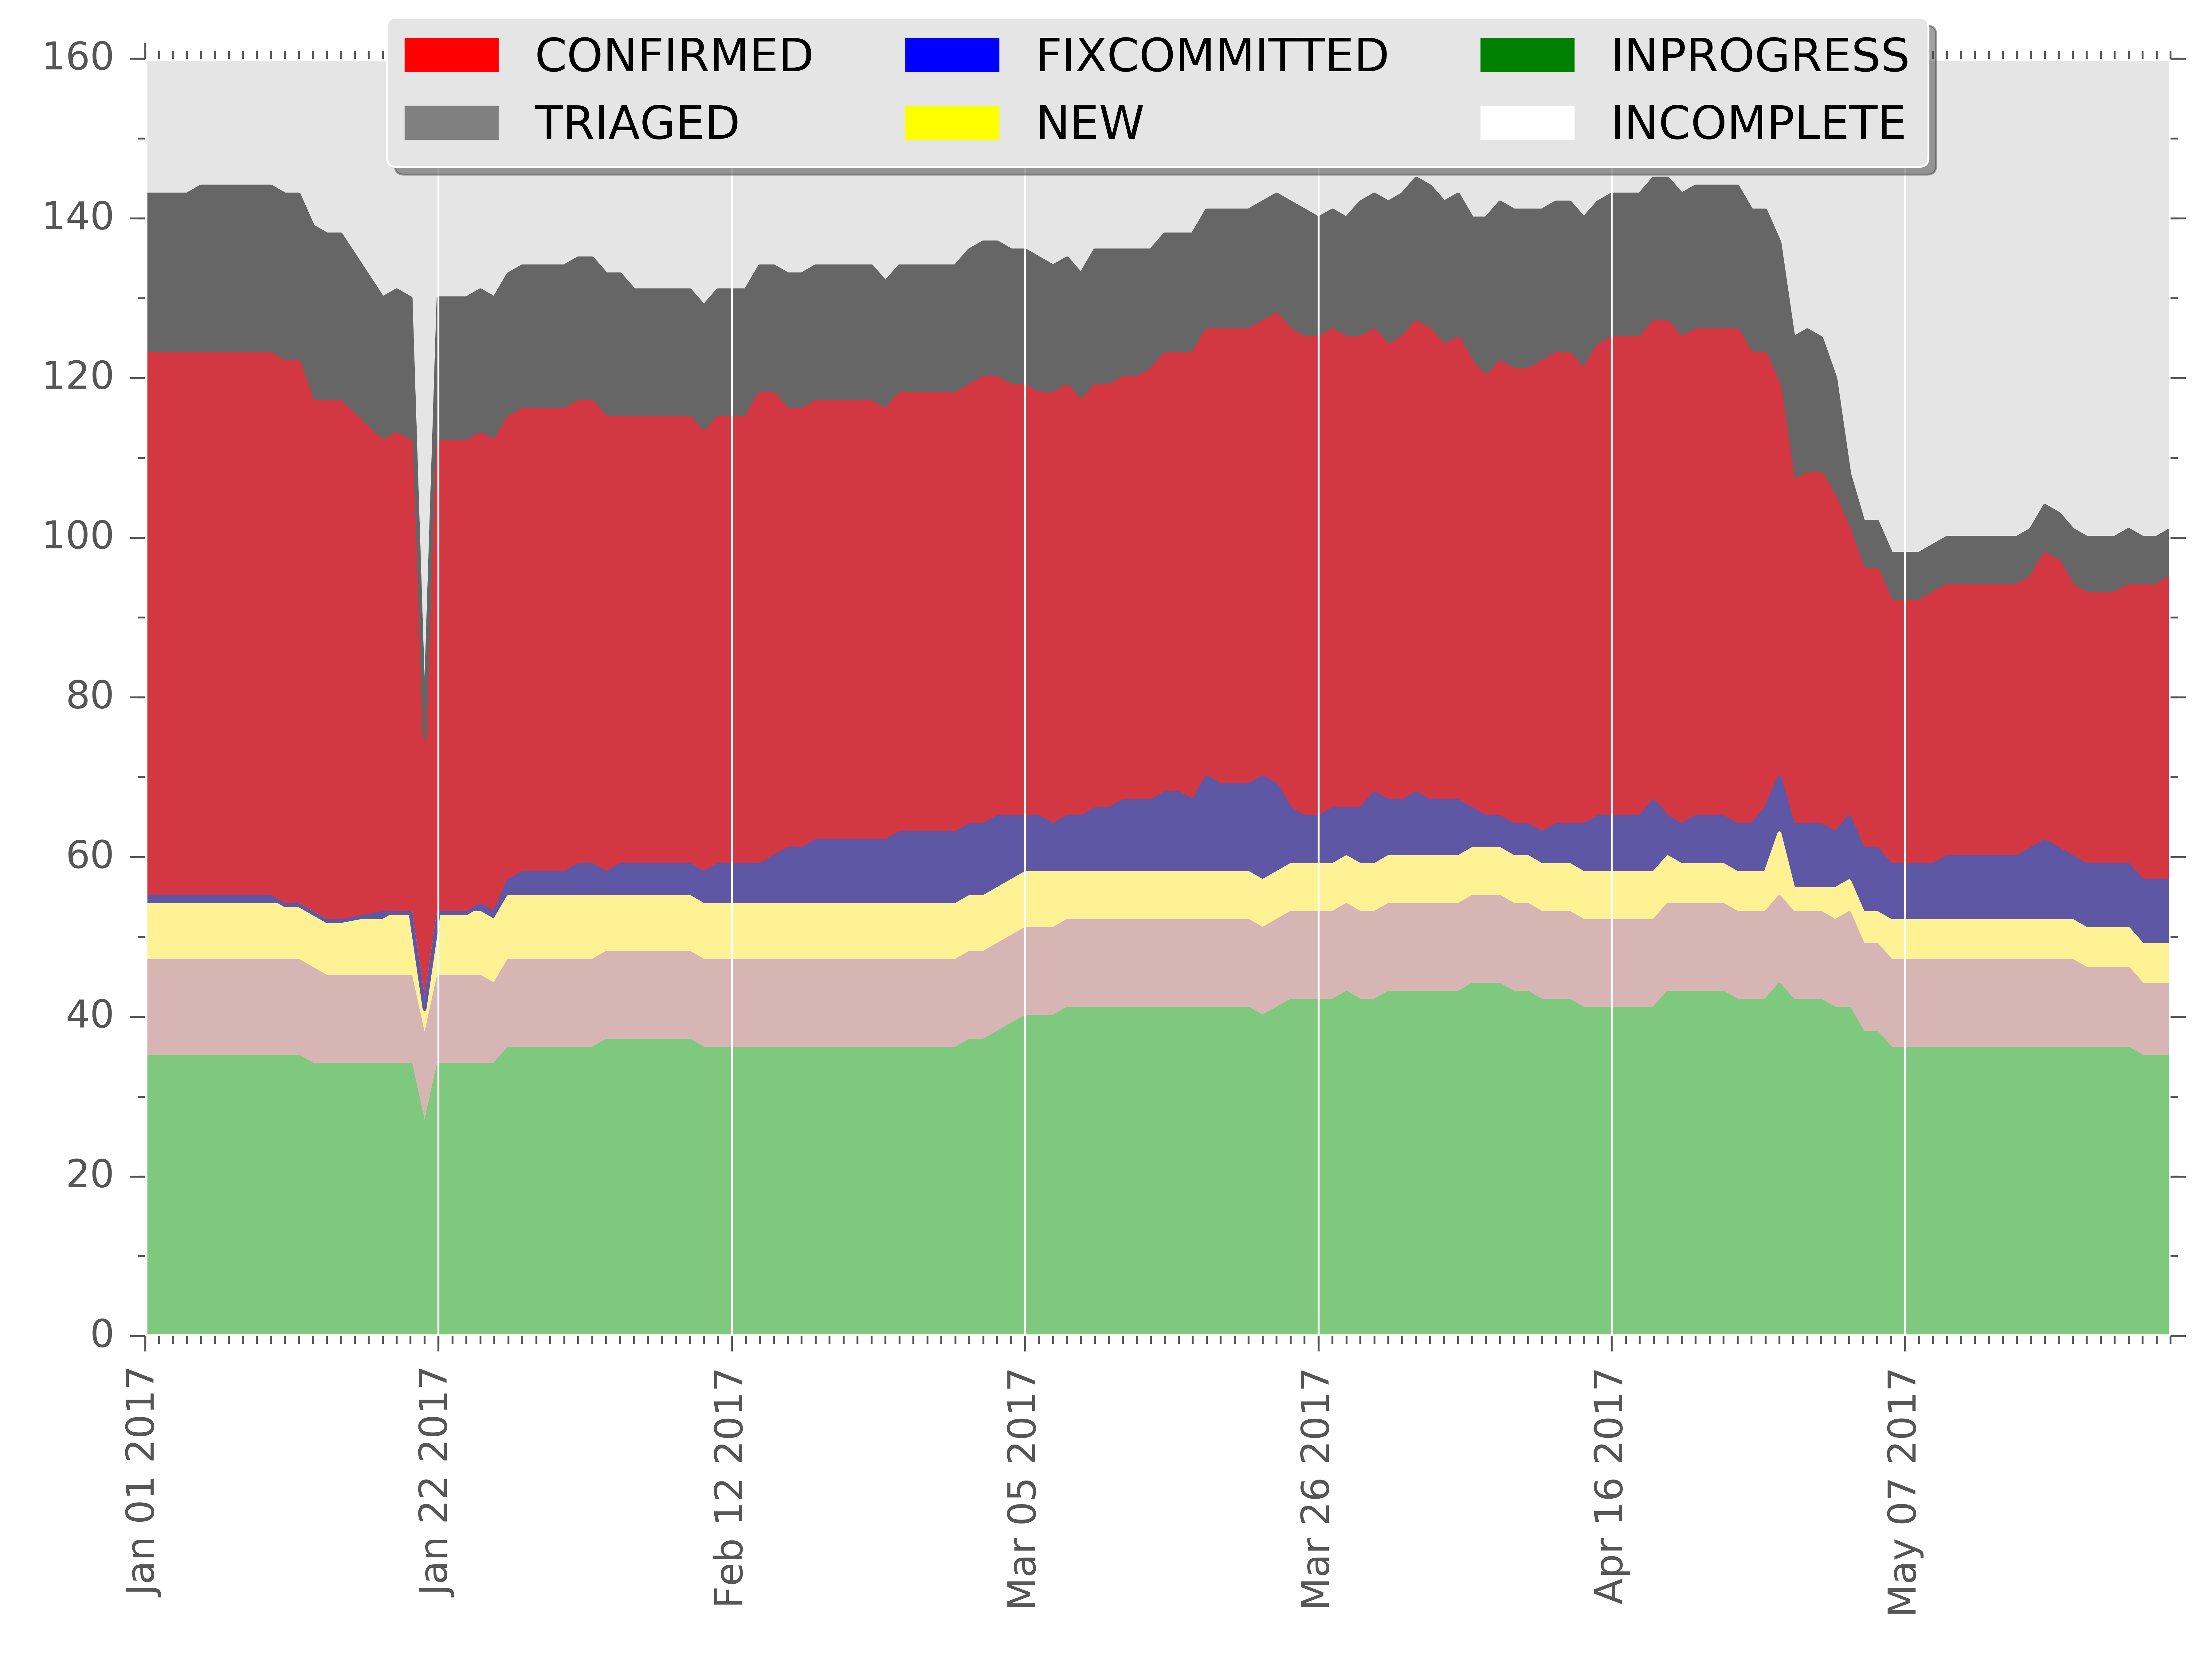 CONFIRMED FIXCOMMITTED INPROGRESS
TRIAGED NEW INCOMPLETE
160
140
120
100
80
60
40
20
0
Jan 01 2017
Jan 22 2017
Feb 12 2017
Mar 05 2017
Mar 26 2017
Apr 16 2017
May 07 2017